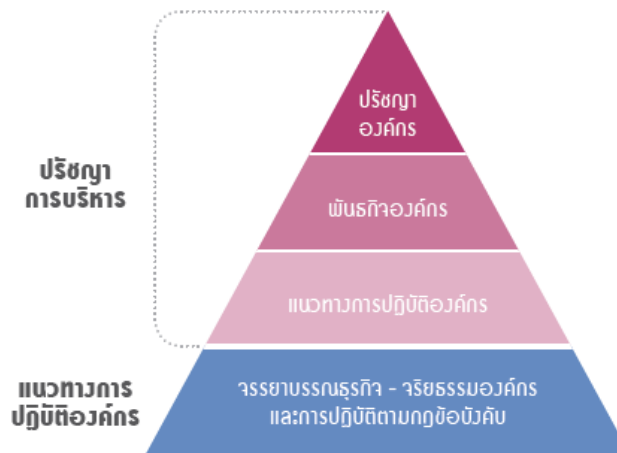 ปรัชญา
องค์กร
ปรัชญา
การบริหาร
พันธกิจองค์กร
แนวทางการปฏิบัติองค์กร
แนวทางการ
ปฏิบัติองค์กร
จรรยาบรรณธุรกิจ - จริยธรรมองค์กร
และการปฏิบัติตามกฎข้อบังคับ